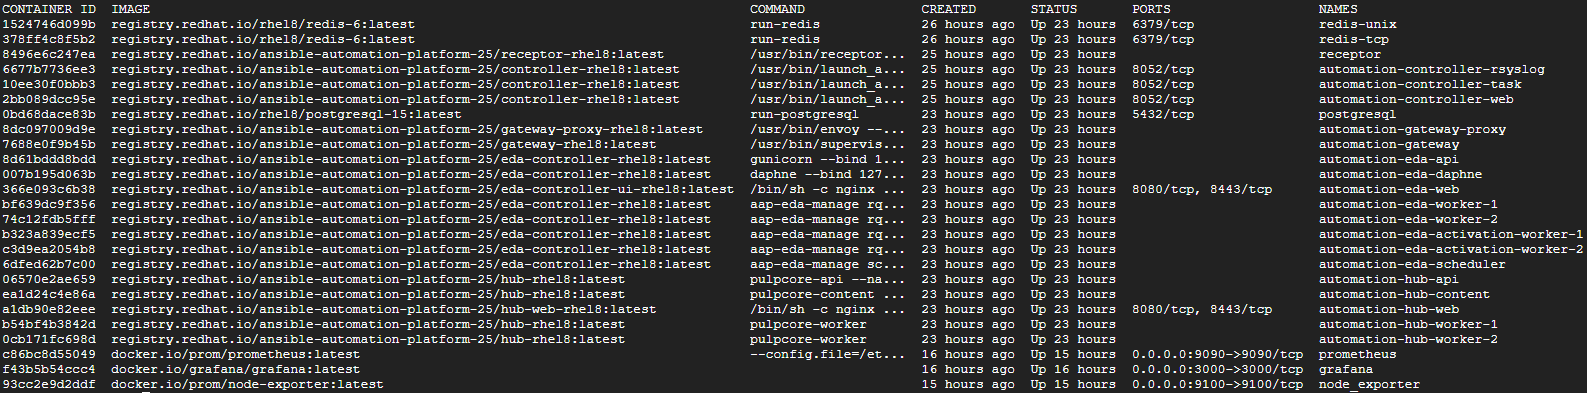 CONTAINER ID  IMAGE                                                                            COMMAND               CREATED       STATUS       PORTS                   NAMES
1524746d099b  registry.redhat.io/rhel8/redis-6:latest                                          run-redis             26 hours ago  Up 23 hours  6379/tcp                redis-unix
378ff4c8f5b2  registry.redhat.io/rhel8/redis-6:latest                                          run-redis             26 hours ago  Up 23 hours  6379/tcp                redis-tcp
8496e6c247ea  registry.redhat.io/ansible-automation-platform-25/receptor-rhel8:latest           /usr/bin/receptor...  25 hours ago  Up 23 hours                          receptor
6677b7736ee3  registry.redhat.io/ansible-automation-platform-25/controller-rhel8:latest         /usr/bin/launch_a...  25 hours ago  Up 23 hours  8052/tcp                automation-controller-rsyslog
10ee30f0bbb3  registry.redhat.io/ansible-automation-platform-25/controller-rhel8:latest         /usr/bin/launch_a...  25 hours ago  Up 23 hours  8052/tcp                automation-controller-task
2bb089dcc95e  registry.redhat.io/ansible-automation-platform-25/controller-rhel8:latest         /usr/bin/launch_a...  25 hours ago  Up 23 hours  8052/tcp                automation-controller-web
0bd68dace83b  registry.redhat.io/rhel8/postgresql-15:latest                                    run-postgresql        23 hours ago  Up 23 hours  5432/tcp                postgresql
8dc097009d9e  registry.redhat.io/ansible-automation-platform-25/gateway-proxy-rhel8:latest      /usr/bin/envoy --...  23 hours ago  Up 23 hours                          automation-gateway-proxy
7688e0f9b45b  registry.redhat.io/ansible-automation-platform-25/gateway-rhel8:latest            /usr/bin/supervis...  23 hours ago  Up 23 hours                          automation-gateway
8d61bddd8bdd  registry.redhat.io/ansible-automation-platform-25/eda-controller-rhel8:latest     gunicorn --bind 1...  23 hours ago  Up 23 hours                          automation-eda-api
007b195d063b  registry.redhat.io/ansible-automation-platform-25/eda-controller-rhel8:latest     daphne --bind 127...  23 hours ago  Up 23 hours                          automation-eda-daphne
366e093c6b38  registry.redhat.io/ansible-automation-platform-25/eda-controller-ui-rhel8:latest  /bin/sh -c nginx ...  23 hours ago  Up 23 hours  8080/tcp, 8443/tcp      automation-eda-web
bf639dc9f356  registry.redhat.io/ansible-automation-platform-25/eda-controller-rhel8:latest     aap-eda-manage rq...  23 hours ago  Up 23 hours                          automation-eda-worker-1
74c12fdb5fff  registry.redhat.io/ansible-automation-platform-25/eda-controller-rhel8:latest     aap-eda-manage rq...  23 hours ago  Up 23 hours                          automation-eda-worker-2
b323a839ecf5  registry.redhat.io/ansible-automation-platform-25/eda-controller-rhel8:latest     aap-eda-manage rq...  23 hours ago  Up 23 hours                          automation-eda-activation-worker-1
c3d9ea2054b8  registry.redhat.io/ansible-automation-platform-25/eda-controller-rhel8:latest     aap-eda-manage rq...  23 hours ago  Up 23 hours                          automation-eda-activation-worker-2
6dfed62b7c00  registry.redhat.io/ansible-automation-platform-25/eda-controller-rhel8:latest     aap-eda-manage sc...  23 hours ago  Up 23 hours                          automation-eda-scheduler
06570e2ae659  registry.redhat.io/ansible-automation-platform-25/hub-rhel8:latest                pulpcore-api --na...  23 hours ago  Up 23 hours                          automation-hub-api
ea1d24c4e86a  registry.redhat.io/ansible-automation-platform-25/hub-rhel8:latest                pulpcore-content ...  23 hours ago  Up 23 hours                          automation-hub-content
a1db90e82eee  registry.redhat.io/ansible-automation-platform-25/hub-web-rhel8:latest            /bin/sh -c nginx ...  23 hours ago  Up 23 hours  8080/tcp, 8443/tcp      automation-hub-web
b54bf4b3842d  registry.redhat.io/ansible-automation-platform-25/hub-rhel8:latest                pulpcore-worker       23 hours ago  Up 23 hours                          automation-hub-worker-1
0cb171fc698d  registry.redhat.io/ansible-automation-platform-25/hub-rhel8:latest                pulpcore-worker       23 hours ago  Up 23 hours                          automation-hub-worker-2
c86bc8d55049  docker.io/prom/prometheus:latest                                                 --config.file=/et...  16 hours ago  Up 15 hours  0.0.0.0:9090->9090/tcp  prometheus
f43b5b54ccc4  docker.io/grafana/grafana:latest                                                                       16 hours ago  Up 16 hours  0.0.0.0:3000->3000/tcp  grafana
93cc2e9d2ddf  docker.io/prom/node-exporter:latest                                                                    15 hours ago  Up 15 hours  0.0.0.0:9100->9100/tcp  node_exporter